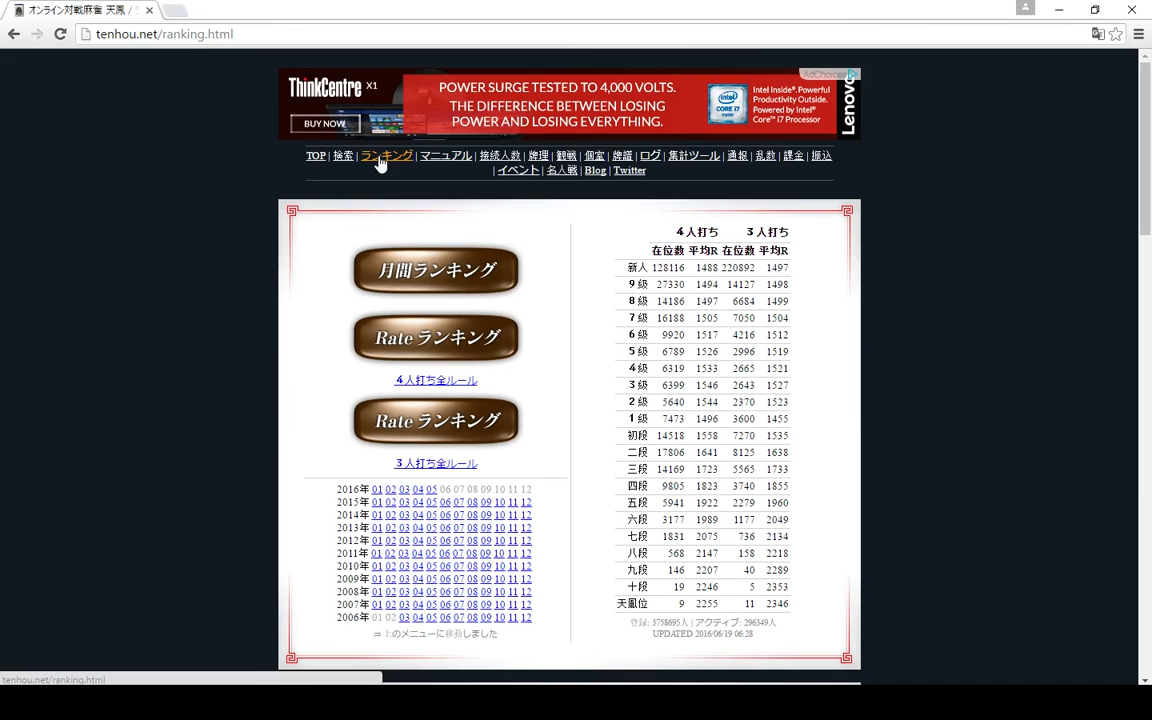 オンライン対戦麻雀 天鳳 /
tenhou.net/ranking.html
AdChoices
ThinkCentre X1
BUY NOW
POWER SURGE TESTED TO 4,000 VOLTS.
THE DIFFERENCE BETWEEN LOSING
POWER AND LOSING EVERYTHING.
intel
CORE i7
Intel Inside®. Powerful
Productivity Outside.
Powered by Intel®
Core™ i7 Processor
Lenovo
TOP | 検索 | ランキング | マニュアル | 接続人数 | 牌理 | 観戦 | 個室 | 牌譜 | ログ | 集計ツール | 通報 | 乱数 | 課金 | 振込
| イベント | 名人戦 | Blog | Twitter
月間ランキング
Rate ランキング
4人打ち全ルール
Rate ランキング
3人打ち全ルール
2016年 01 02 03 04 05 06 07 08 09 10 11 12
2015年 01 02 03 04 05 06 07 08 09 10 11 12
2014年 01 02 03 04 05 06 07 08 09 10 11 12
2013年 01 02 03 04 05 06 07 08 09 10 11 12
2012年 01 02 03 04 05 06 07 08 09 10 11 12
2011年 01 02 03 04 05 06 07 08 09 10 11 12
2010年 01 02 03 04 05 06 07 08 09 10 11 12
2009年 01 02 03 04 05 06 07 08 09 10 11 12
2008年 01 02 03 04 05 06 07 08 09 10 11 12
2007年 01 02 03 04 05 06 07 08 09 10 11 12
2006年 01 02 03 04 05 06 07 08 09 10 11 12
⇒ 上のメニューに移動しました
4人打ち 3人打ち
在位数 平均R 在位数 平均R
新人 128116 1488 220892 1497
9級 27330 1494 14127 1498
8級 14186 1497 6684 1499
7級 16188 1505 7050 1504
6級 9920 1517 4216 1512
5級 6789 1526 2996 1519
4級 6319 1533 2665 1521
3級 6399 1546 2643 1527
2級 5640 1544 2370 1523
1級 7473 1496 3600 1455
初段 14518 1558 7270 1535
二段 17806 1641 8125 1638
三段 14169 1723 5565 1733
四段 9805 1823 3740 1855
五段 5941 1922 2279 1960
六段 3177 1989 1177 2049
七段 1831 2075 736 2134
八段 568 2147 158 2218
九段 146 2207 40 2289
十段 19 2246 5 2353
天鳳位 9 2255 11 2346
登録: 3758695人 | アクティブ: 296349人
UPDATED 2016/06/19 06:28
tenhou.net/ranking.html